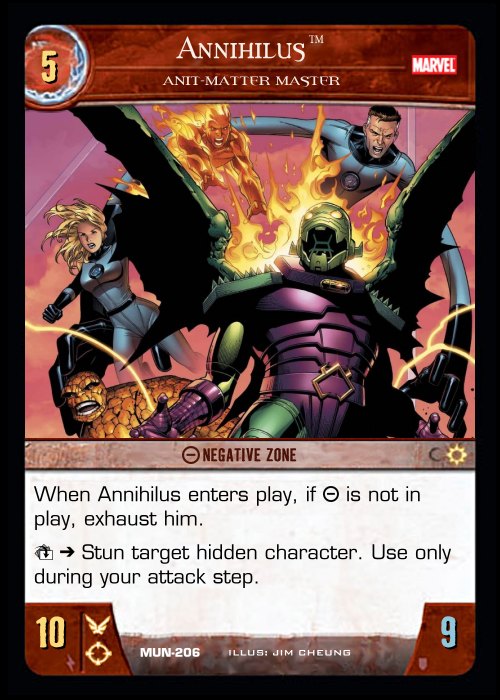 5
ANNIHILUS™
ANIT-MATTER MASTER
MARVEL
NEGATIVE ZONE
C
When Annihilus enters play, if ⊖ is not in
play, exhaust him.
➔ Stun target hidden character. Use only
during your attack step.
10
MUN-206 ILLUS: JIM CHEUNG
9